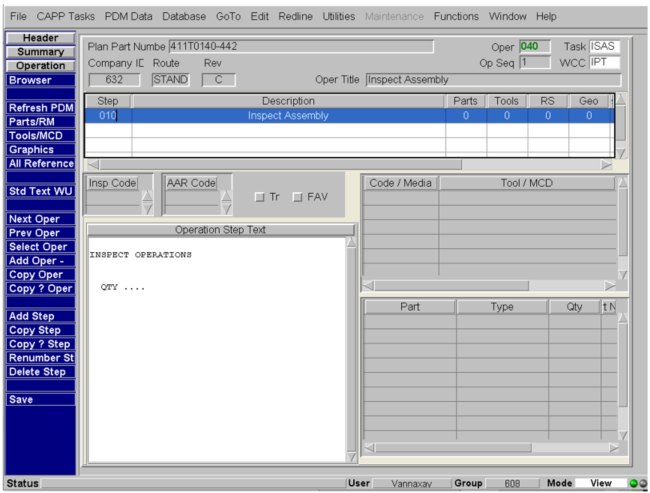 File CAPP Tasks PDM Data Database GoTo Edit Redline Utilities Maintenance Functions Window Help
Header
Summary
Operation
Browser
Refresh PDM
Parts/RM
Tools/MCD
Graphics
All Reference
Std Text WU
Next Oper
Prev Oper
Select Oper
Add Oper -
Copy Oper
Copy ? Oper
Add Step
Copy Step
Copy ? Step
Renumber St
Delete Step
Save
Plan Part Numbe 411T0140-442 Oper 040 Task ISAS
Company IE Route Rev Op Seq 1 WCC IPT
632 STAND C Oper Title Inspect Assembly
Step Description Parts Tools RS Geo
010 Inspect Assembly 0 0 0 0
Insp Code AAR Code Tr FAV
Code / Media Tool / MCD
Operation Step Text
INSPECT OPERATIONS
QTY ....
Part Type Qty t N
Status User Vannaxay Group 608 Mode View